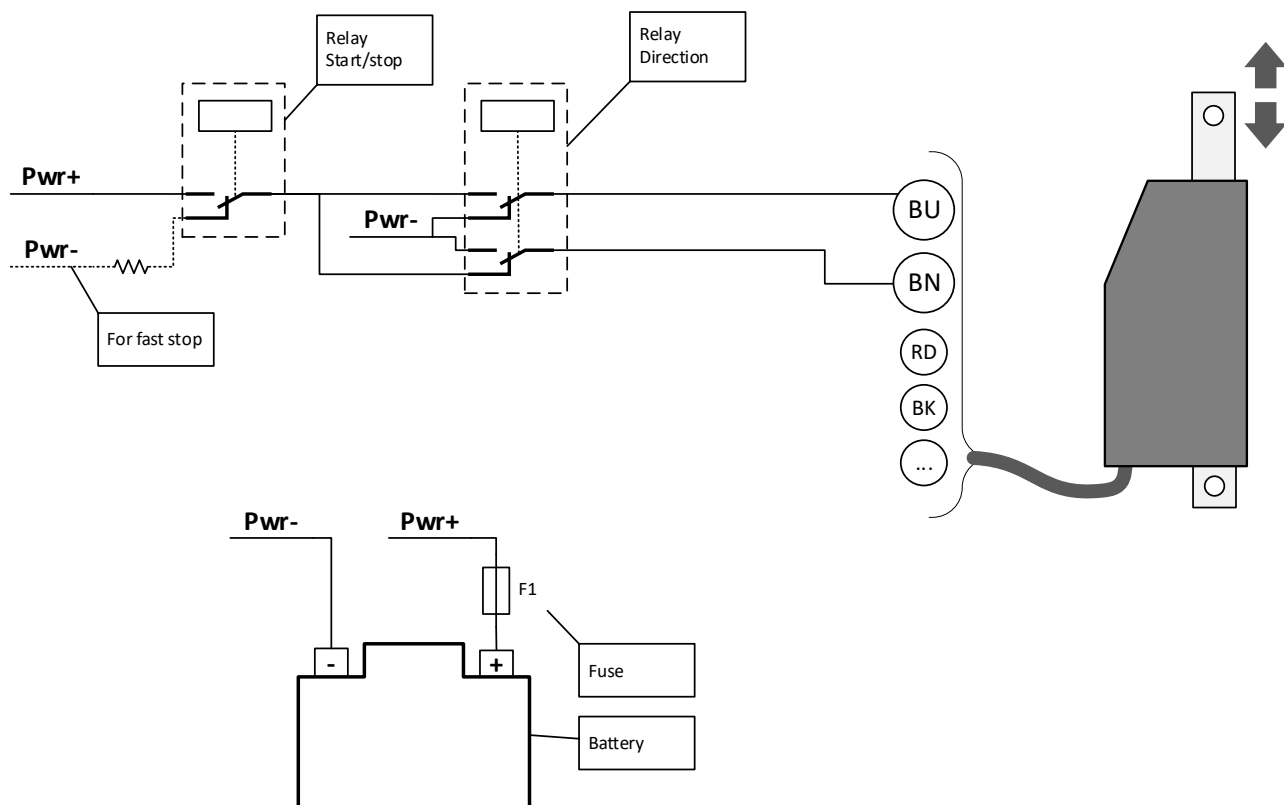 Relay
Start/stop
Relay
Direction
Pwr+
Pwr-
Pwr-
For fast stop
BU
BN
RD
BK
...
Pwr-
Pwr+
F1
- 
+
Fuse
Battery